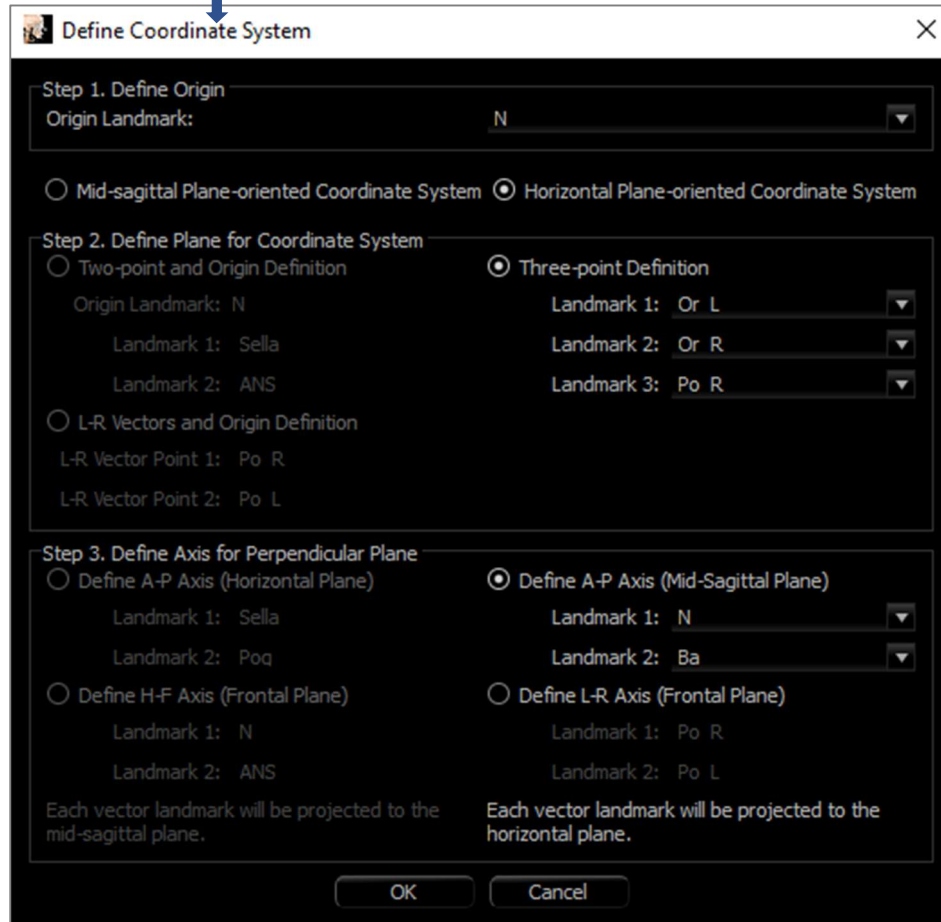 Define Coordinate System
Step 1. Define Origin
Origin Landmark: N
Mid-sagittal Plane-oriented Coordinate System Horizontal Plane-oriented Coordinate System
Step 2. Define Plane for Coordinate System
Two-point and Origin Definition Three-point Definition
Origin Landmark: N Landmark 1: Or L
Landmark 1: Sella Landmark 2: Or R
Landmark 2: ANS Landmark 3: Po R
L-R Vectors and Origin Definition
L-R Vector Point 1: Po R
L-R Vector Point 2: Po L
Step 3. Define Axis for Perpendicular Plane
Define A-P Axis (Horizontal Plane) Define A-P Axis (Mid-Sagittal Plane)
Landmark 1: Sella Landmark 1: N
Landmark 2: Pog Landmark 2: Ba
Define H-F Axis (Frontal Plane) Define L-R Axis (Frontal Plane)
Landmark 1: N Landmark 1: Po R
Landmark 2: ANS Landmark 2: Po L
Each vector landmark will be projected to the Each vector landmark will be projected to the
mid-sagittal plane. horizontal plane.
OK Cancel